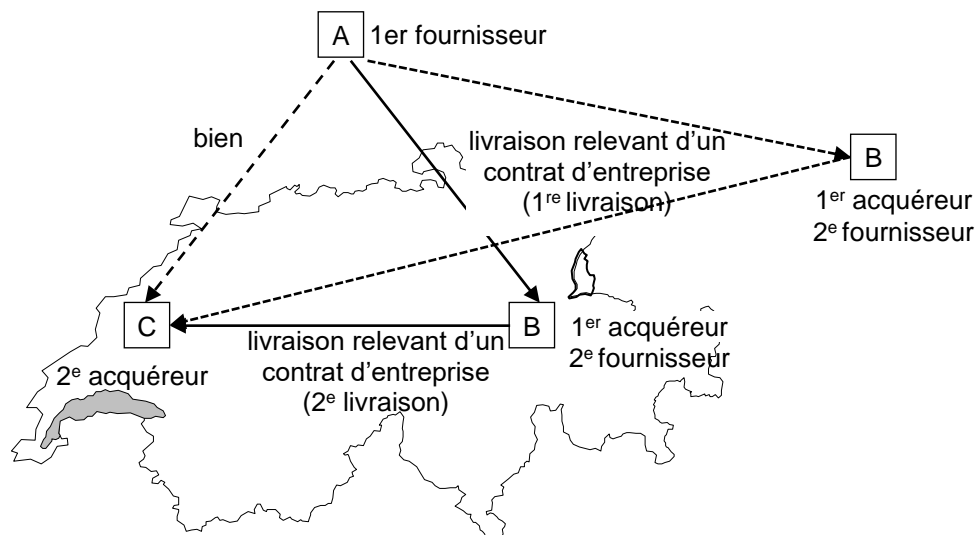 A 1er fournisseur
bien
livraison relevant d’un
contrat d’entreprise
(1re livraison)
B
1er acquéreur
2e fournisseur
C
2e acquéreur
livraison relevant d’un
contrat d’entreprise
(2e livraison)
B
1er acquéreur
2e fournisseur